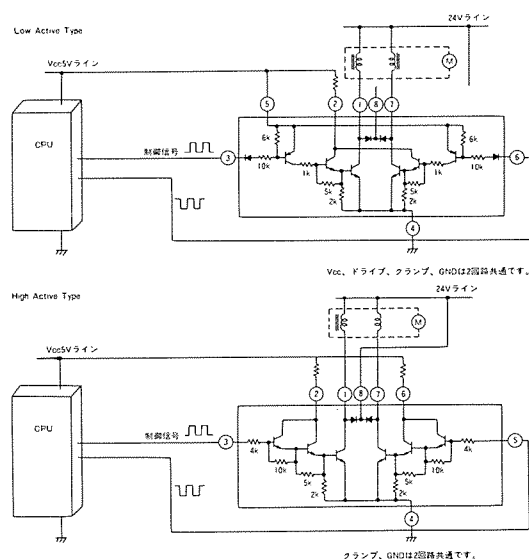 Low Active Type
24Vライン
Vcc5Vライン
M
5
2
1
8
7
CPU
制御信号
3
6k
10k
1k
5k
2k
5k
2k
1k
6k
10k
6
4
Vcc、ドライブ、クランプ、GNDは2回路共通です。
High Active Type
24Vライン
M
Vcc5Vライン
2
1
8
7
6
CPU
制御信号
3
4k
10k
5k
2k
5k
2k
10k
4k
5
4
クランプ、GNDは2回路共通です。